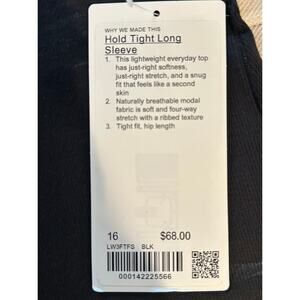 WHY WE MADE THIS
Hold Tight Long
Sleeve
1. This lightweight everyday top
has just-right softness,
just-right stretch, and a snug
fit that feels like a second
skin
2. Naturally breathable modal
fabric is soft and four-way
stretch with a ribbed texture
3. Tight fit, hip length
16 $68.00
LW3FTFS BLK
000142225566